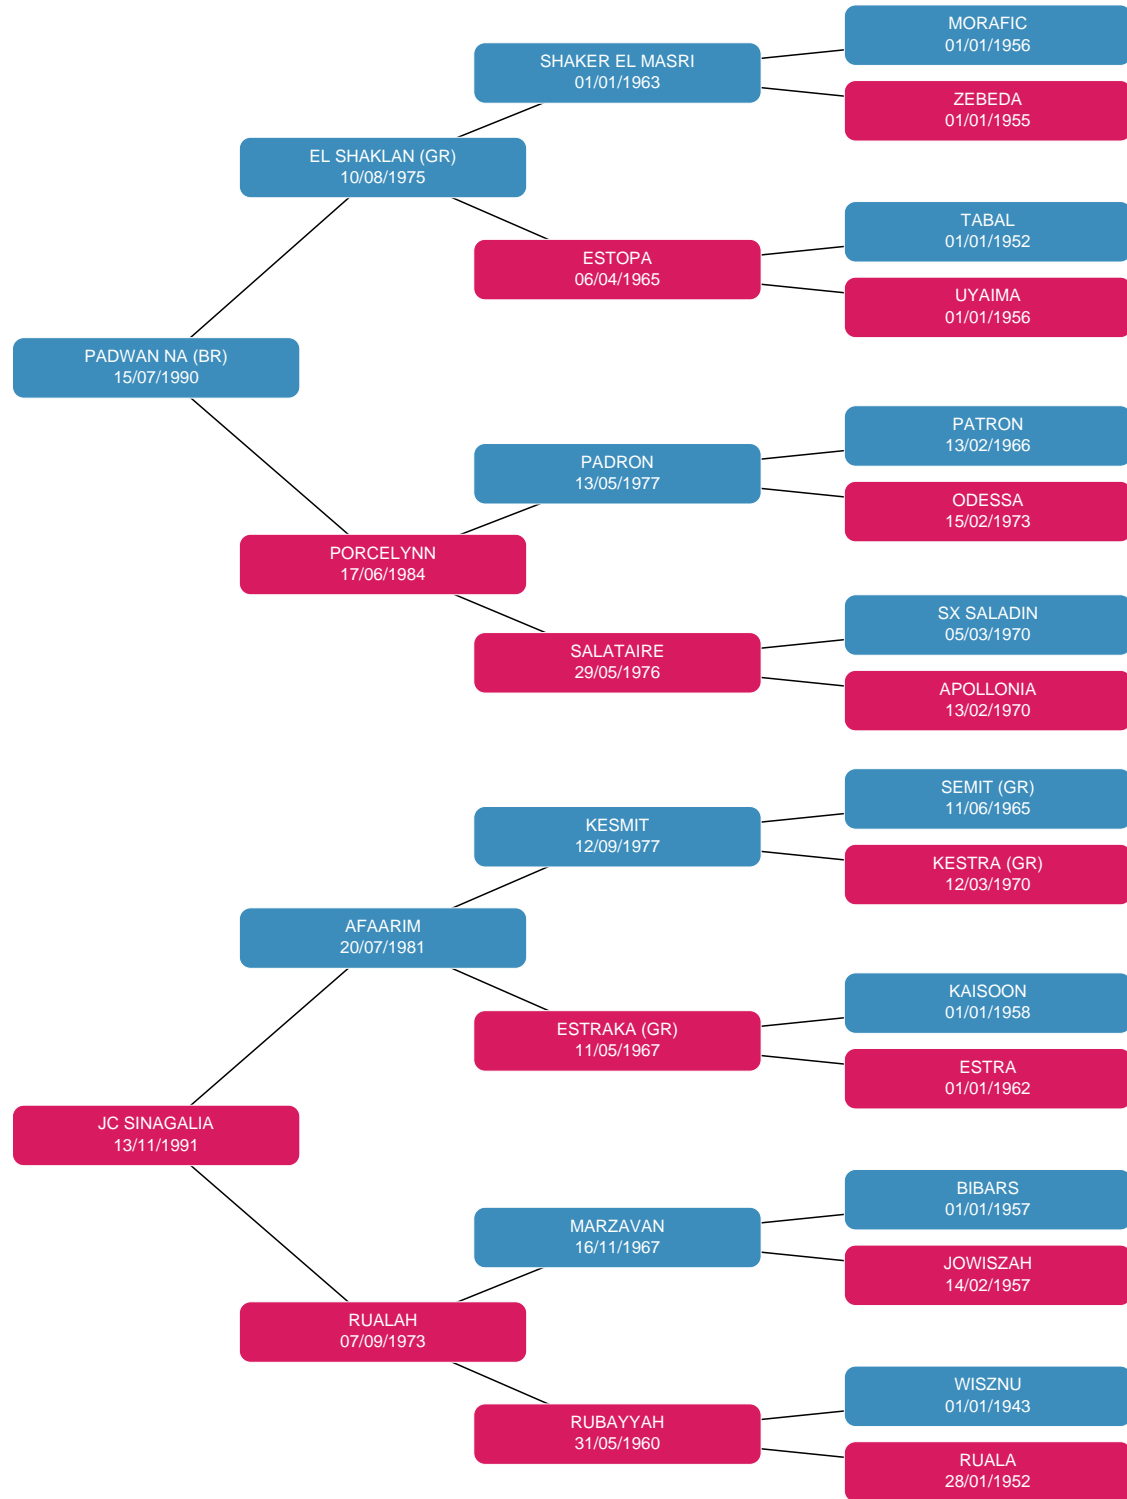 MORAFIC
01/01/1956
SHAKER EL MASRI
01/01/1963
ZEBEDA
01/01/1955
EL SHAKLAN (GR)
10/08/1975
TABAL
01/01/1952
ESTOPA
06/04/1965
UYAIMA
01/01/1956
PADWAN NA (BR)
15/07/1990
PATRON
13/02/1966
PADRON
13/05/1977
ODESSA
15/02/1973
PORCELYNN
17/06/1984
SX SALADIN
05/03/1970
SALATAIRE
29/05/1976
APOLLONIA
13/02/1970
SEMIT (GR)
11/06/1965
KESMIT
12/09/1977
KESTRA (GR)
12/03/1970
AFAARIM
20/07/1981
KAISOON
01/01/1958
ESTRAKA (GR)
11/05/1967
ESTRA
01/01/1962
JC SINAGALIA
13/11/1991
BIBARS
01/01/1957
MARZAVAN
16/11/1967
JOWISZAH
14/02/1957
RUALAH
07/09/1973
WISZNU
01/01/1943
RUBAYYAH
31/05/1960
RUALA
28/01/1952